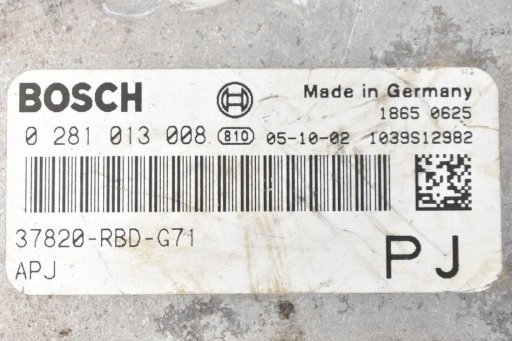 BOSCH Made in Germany
1865 0625
0 281 013 008 810 05-10-02 1039S12982
37820-RBD-G71
APJ PJ